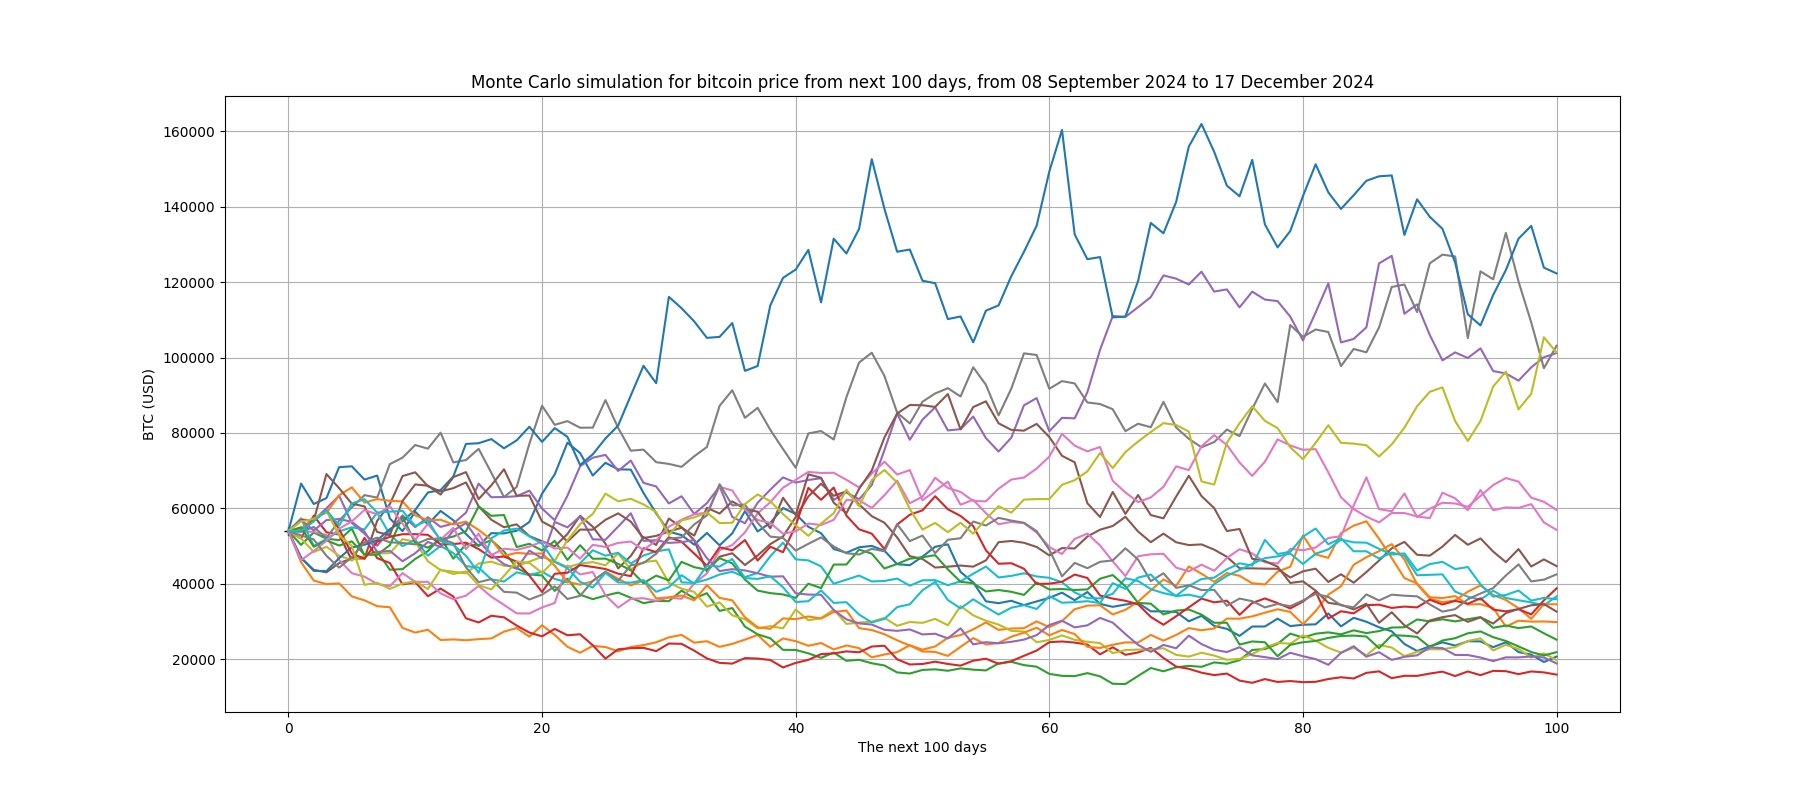 Monte Carlo simulation for bitcoin price from next 100 days, from 08 September 2024 to 17 December 2024
BTC (USD)
160000
140000
120000
100000
80000
60000
40000
20000
0 20 40 60 80 100
The next 100 days